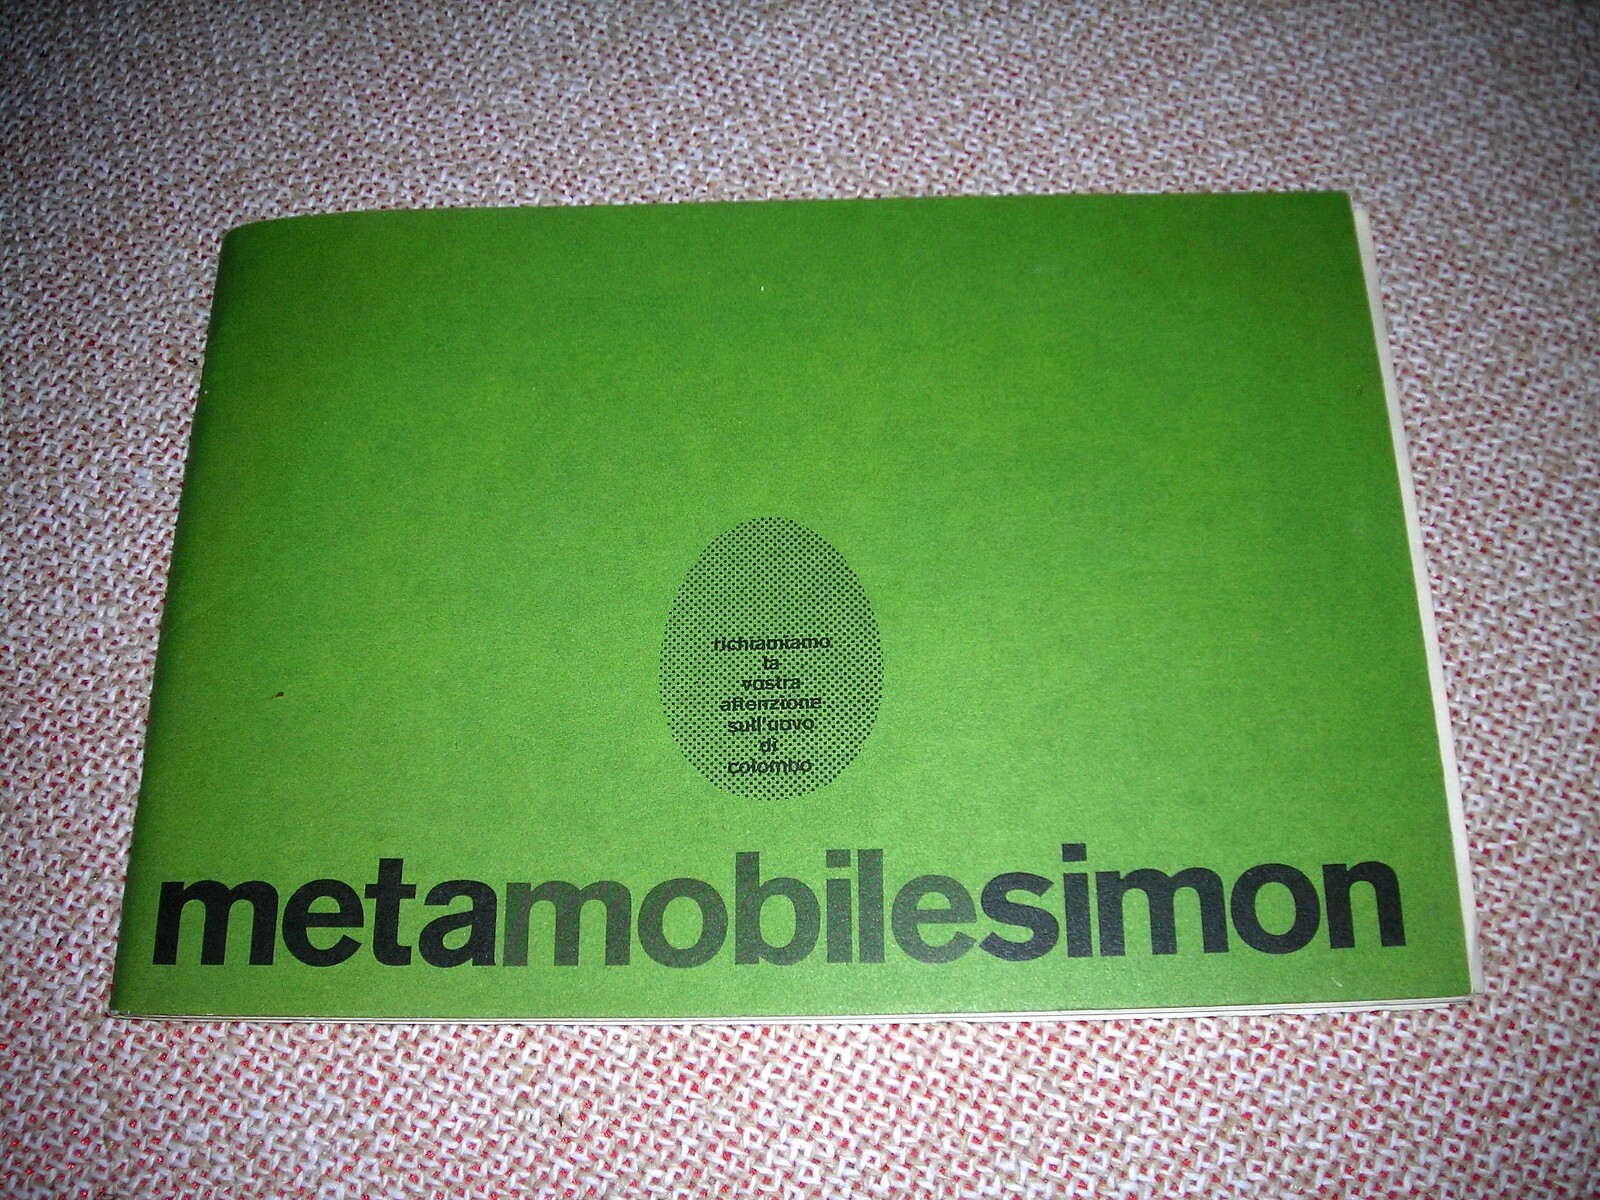 richiamiamo
la
vostra
attenzione
sull'uovo
di
colombo
metamobilesimon